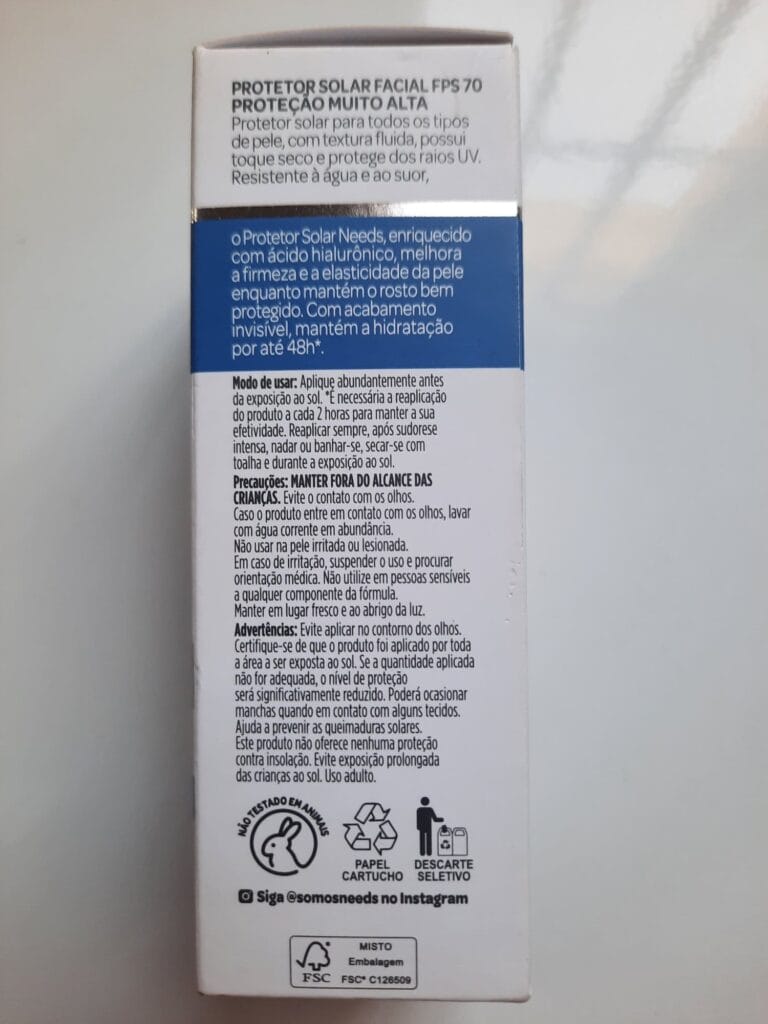 PROTETOR SOLAR FACIAL FPS 70
PROTEÇÃO MUITO ALTA
Protetor solar para todos os tipos
de pele, com textura fluida, possui
toque seco e protege dos raios UV.
Resistente à água e ao suor,
o Protetor Solar Needs, enriquecido
com ácido hialurônico, melhora
a firmeza e a elasticidade da pele
enquanto mantém o rosto bem
protegido. Com acabamento
invisível, mantém a hidratação
por até 48h*.
Modo de usar: Aplique abundantemente antes
da exposição ao sol. *É necessária a reaplicação
do produto a cada 2 horas para manter a sua
efetividade. Reaplicar sempre, após sudorese
intensa, nadar ou banhar-se, secar-se com
toalha e durante a exposição ao sol.
Precauções: MANTER FORA DO ALCANCE DAS
CRIANÇAS. Evite o contato com os olhos.
Caso o produto entre em contato com os olhos, lavar
com água corrente em abundância.
Não usar na pele irritada ou lesionada.
Em caso de irritação, suspender o uso e procurar
orientação médica. Não utilize em pessoas sensíveis
a qualquer componente da fórmula.
Manter em lugar fresco e ao abrigo da luz.
Advertências: Evite aplicar no contorno dos olhos.
Certifique-se de que o produto foi aplicado por toda
a área a ser exposta ao sol. Se a quantidade aplicada
não for adequada, o nível de proteção
será significativamente reduzido. Poderá ocasionar
manchas quando em contato com alguns tecidos.
Ajuda a prevenir as queimaduras solares.
Este produto não oferece nenhuma proteção
contra insolação. Evite exposição prolongada
das crianças ao sol. Uso adulto.
NÃO TESTADO EM ANIMAIS
PAPEL
CARTUCHO
DESCARTE
SELETIVO
Siga @somosneeds no Instagram
FSC
MISTO
Embalagem
FSC® C126509